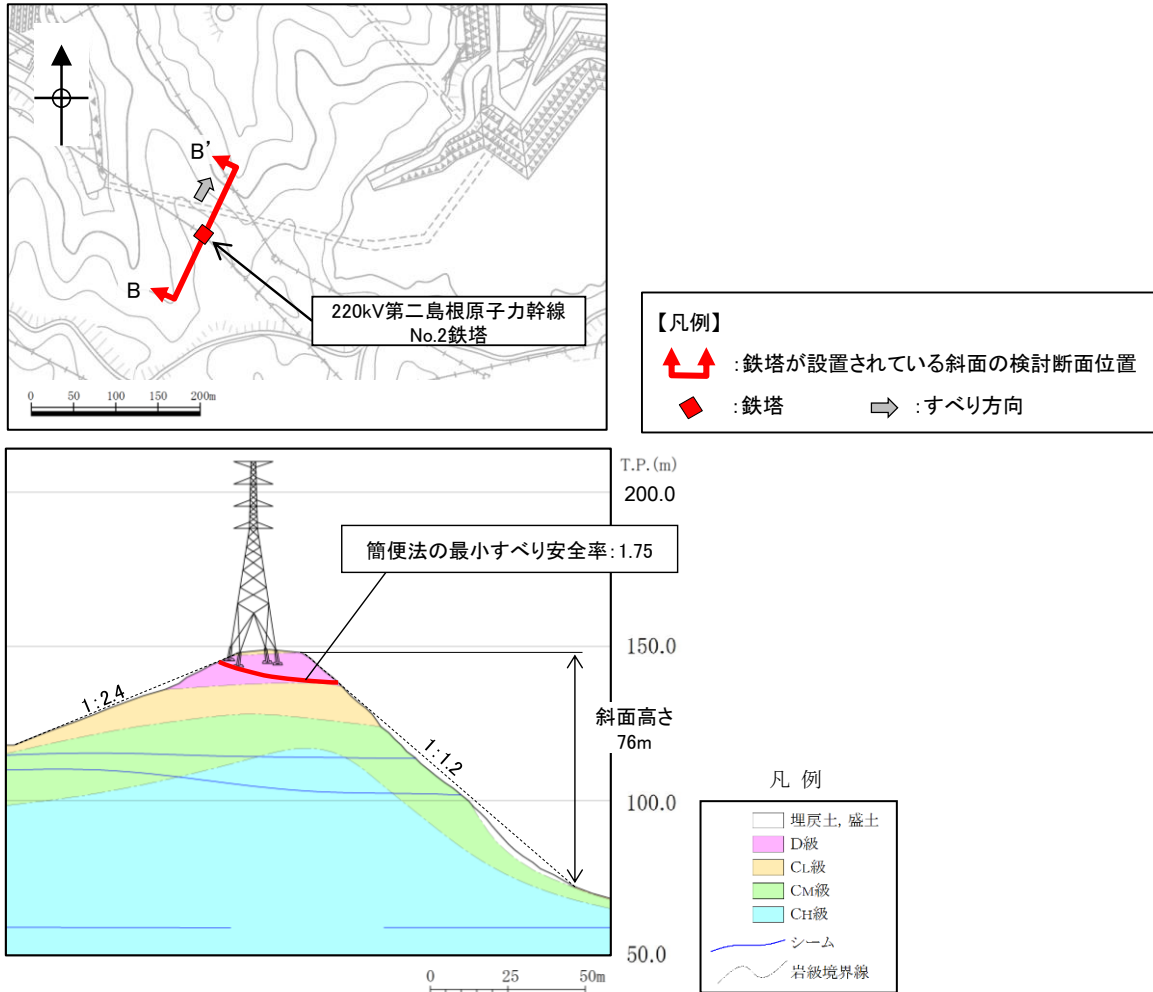 B'
B
220kV第二島根原子力幹線
No.2鉄塔
0 50 100 150 200m
【凡例】
:鉄塔が設置されている斜面の検討断面位置
:鉄塔
:すべり方向
T.P.(m)
200.0
簡便法の最小すべり安全率:1.75
150.0
1:2.4
1:1.2
斜面高さ
76m
100.0
50.0
0 25 50m
凡 例
埋戻土, 盛土
D級
CL級
CM級
CH級
シーム
岩級境界線